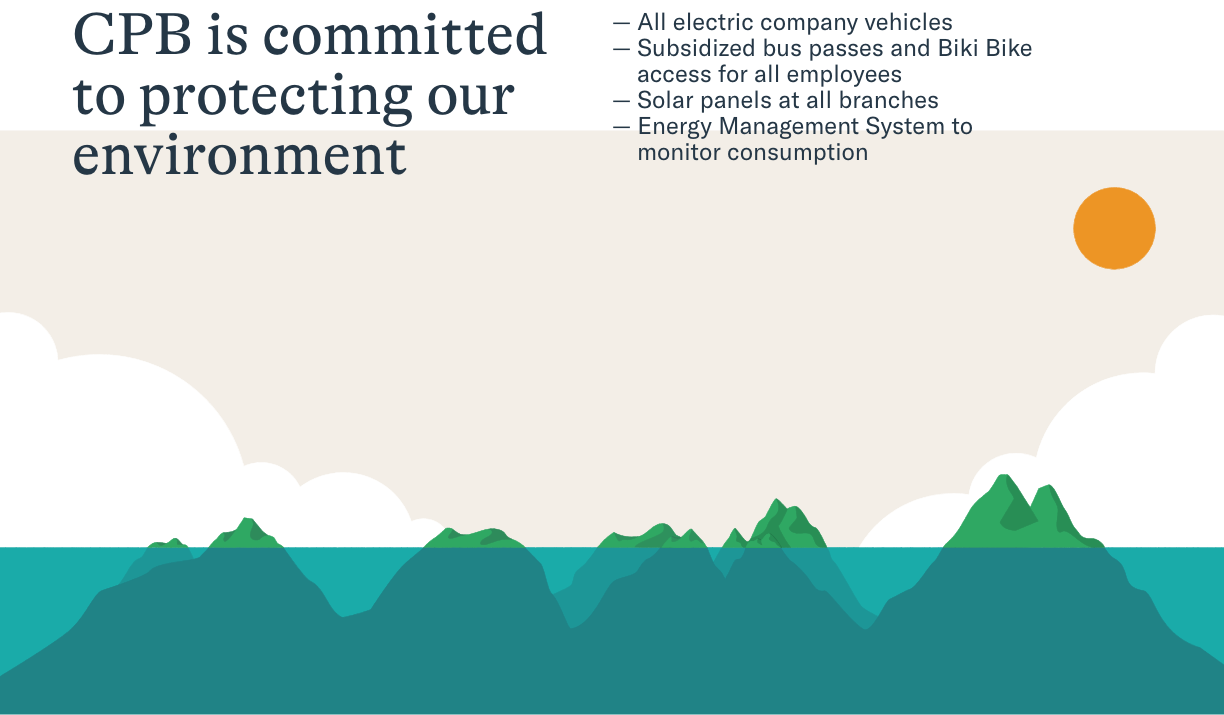 CPB is committed
to protecting our
environment
— All electric company vehicles
— Subsidized bus passes and Biki Bike
access for all employees
— Solar panels at all branches
— Energy Management System to
monitor consumption